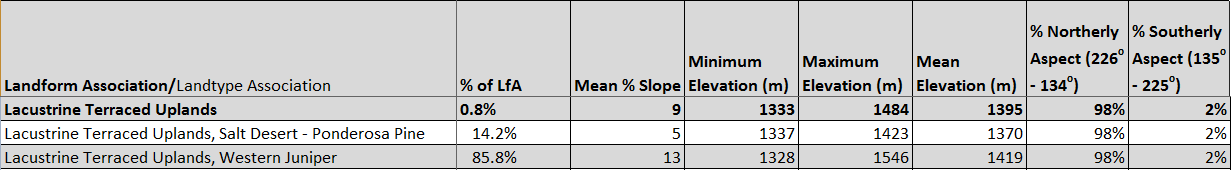 Landform Association/Landtype Association % of LfA Mean % Slope Minimum Elevation (m) Maximum Elevation (m) Mean Elevation (m) % Northerly Aspect (226° - 134°) % Southerly Aspect (135° - 225°)
Lacustrine Terraced Uplands 0.8% 9 1333 1484 1395 98% 2%
Lacustrine Terraced Uplands, Salt Desert - Ponderosa Pine 14.2% 5 1337 1423 1370 98% 2%
Lacustrine Terraced Uplands, Western Juniper 85.8% 13 1328 1546 1419 98% 2%